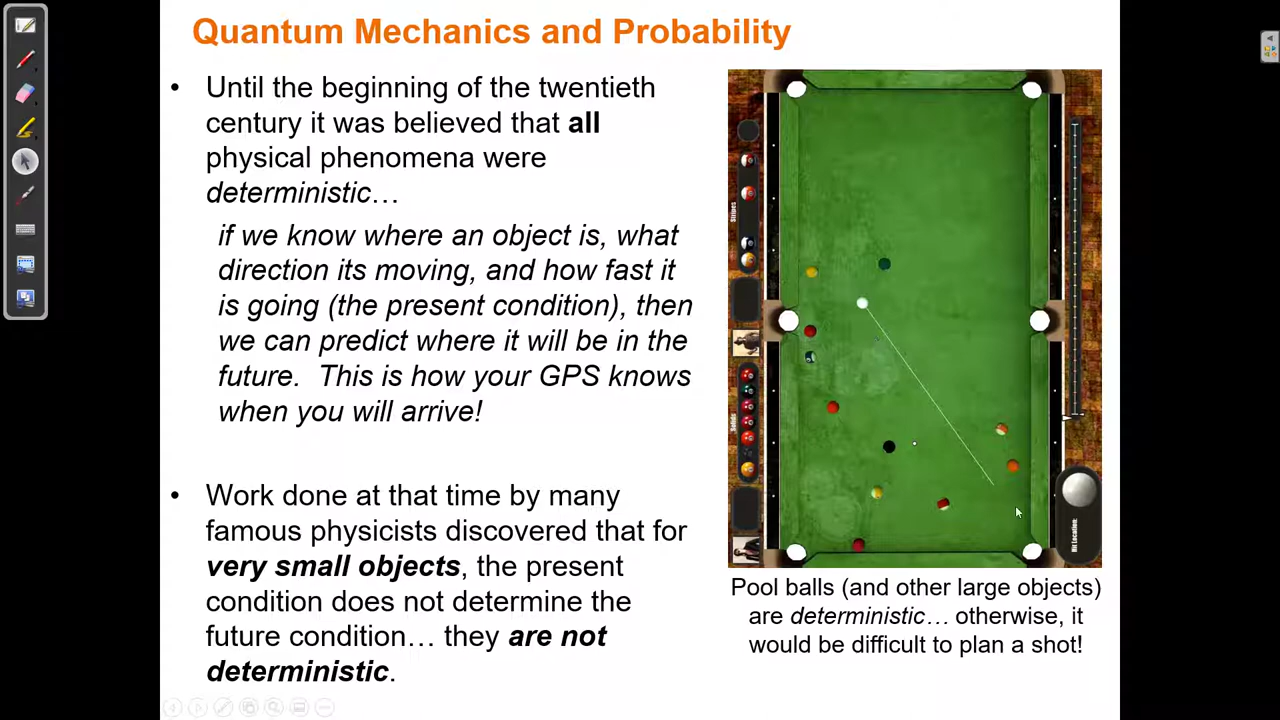 Quantum Mechanics and Probability
• Until the beginning of the twentieth
century it was believed that all
physical phenomena were
deterministic…
if we know where an object is, what
direction its moving, and how fast it
is going (the present condition), then
we can predict where it will be in the
future. This is how your GPS knows
when you will arrive!
• Work done at that time by many
famous physicists discovered that for
very small objects, the present
condition does not determine the
future condition… they are not
deterministic.
Stripes
Solids
Hit Location:
Pool balls (and other large objects)
are deterministic… otherwise, it
would be difficult to plan a shot!